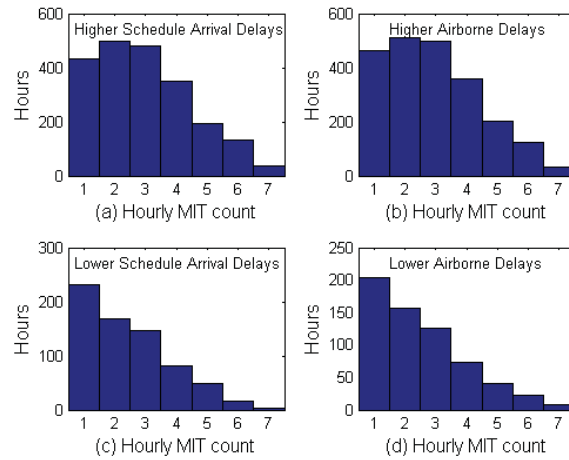 Higher Schedule Arrival Delays
Hours
600
400
200
0
1 2 3 4 5 6 7
(a) Hourly MIT count
Higher Airborne Delays
Hours
600
400
200
0
1 2 3 4 5 6 7
(b) Hourly MIT count
Lower Schedule Arrival Delays
Hours
300
200
100
0
1 2 3 4 5 6 7
(c) Hourly MIT count
Lower Airborne Delays
Hours
250
200
150
100
50
0
1 2 3 4 5 6 7
(d) Hourly MIT count